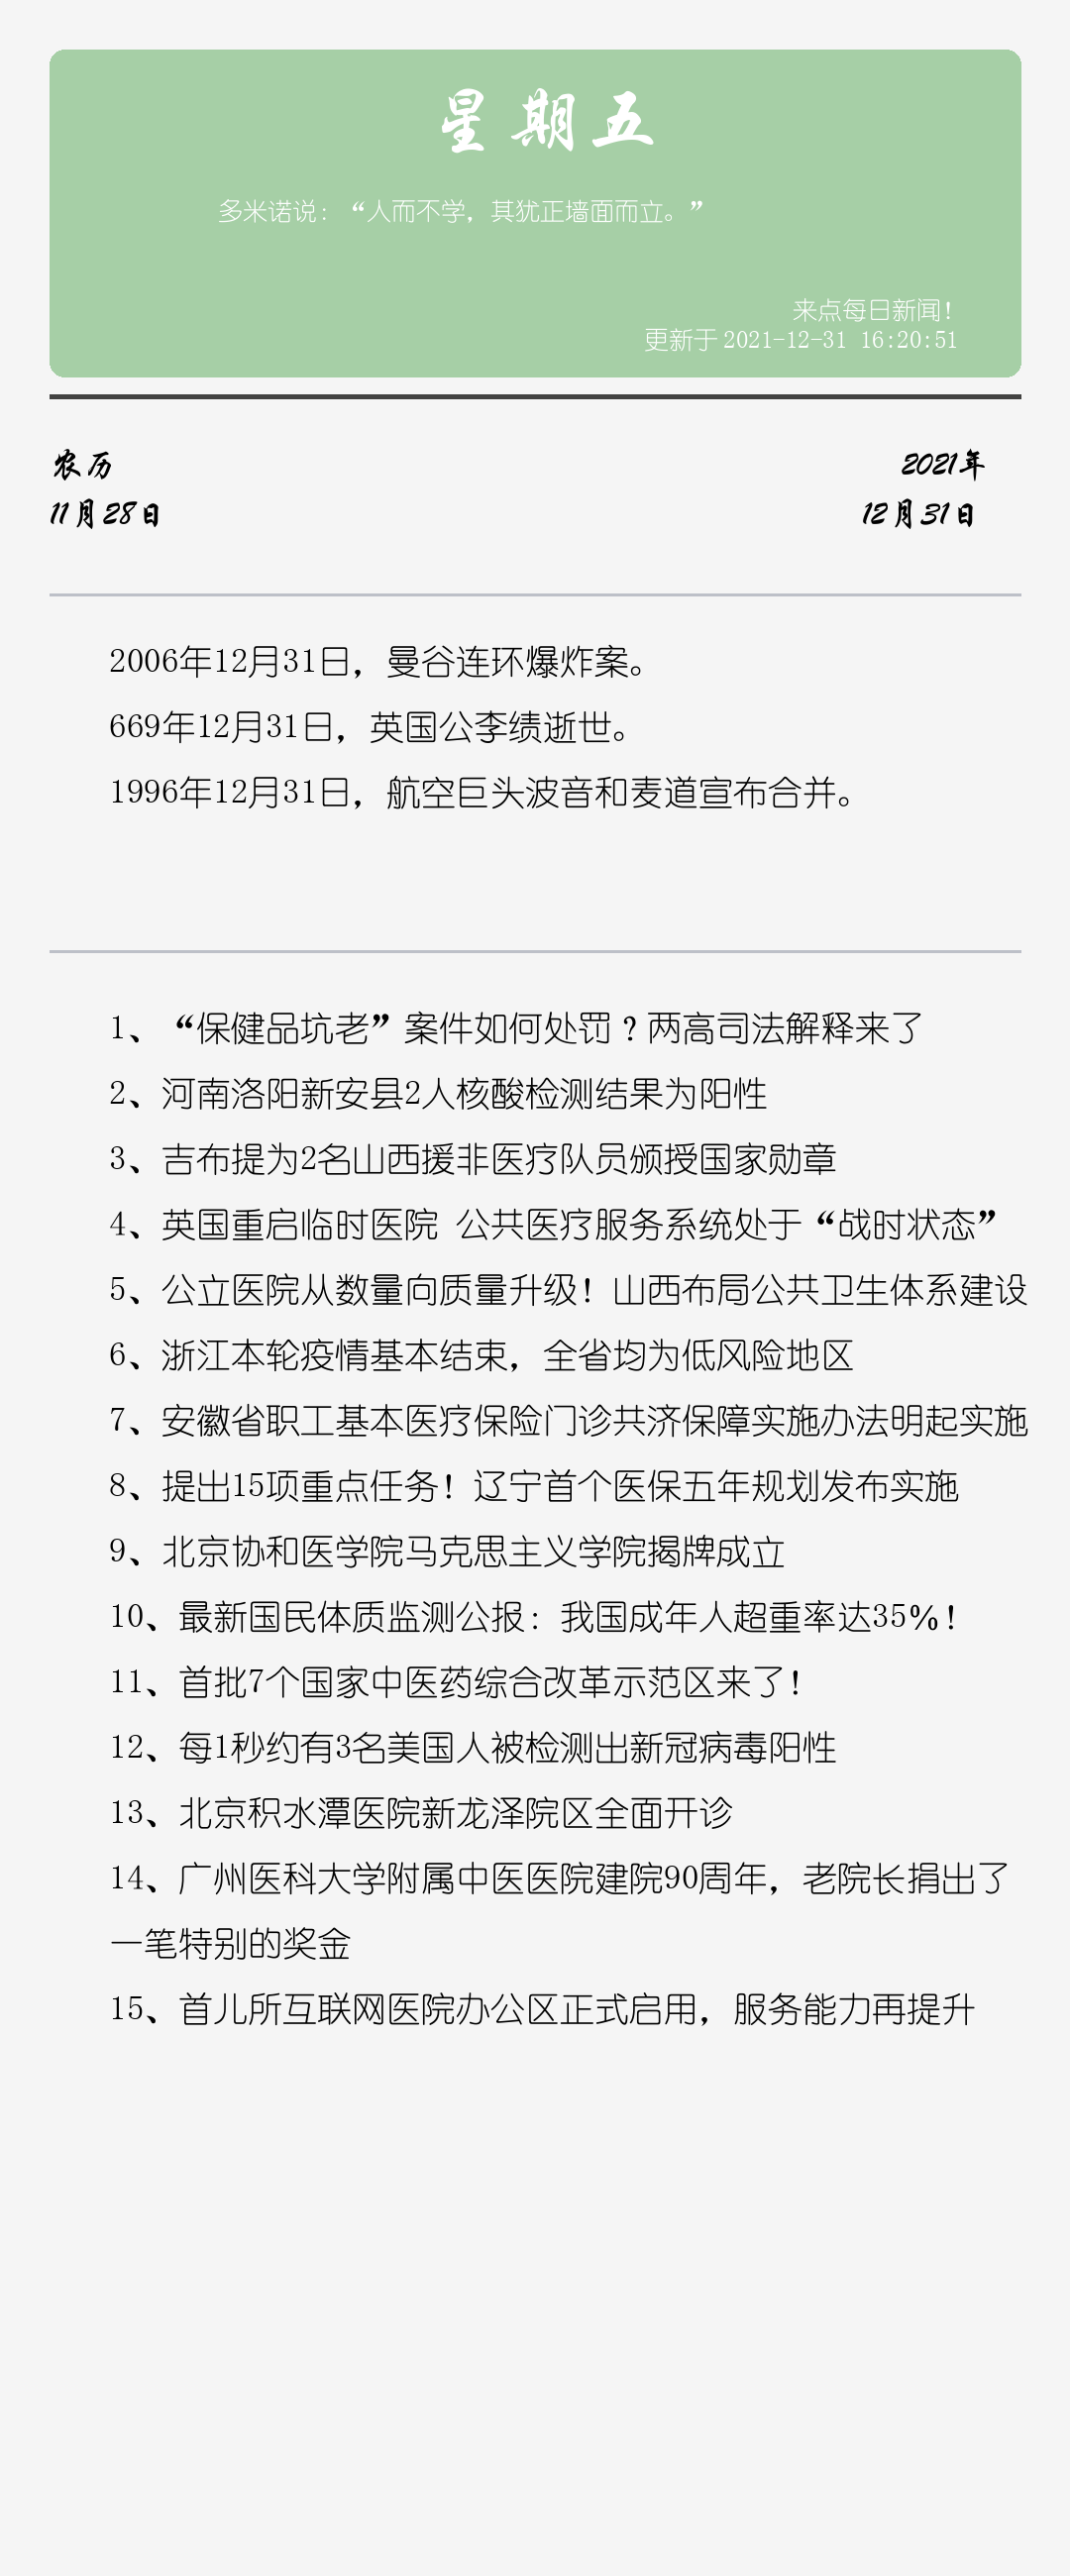 星期五
多米诺说：“人而不学，其犹正墙面而立。”
来点每日新闻！
更新于 2021-12-31 16:20:51
农历
2021年
11月28日
12月31日
2006年12月31日，曼谷连环爆炸案。
669年12月31日，英国公李绩逝世。
1996年12月31日，航空巨头波音和麦道宣布合并。
1、“保健品坑老”案件如何处罚？两高司法解释来了
2、河南洛阳新安县2人核酸检测结果为阳性
3、吉布提为2名山西援非医疗队员颁授国家勋章
4、英国重启临时医院 公共医疗服务系统处于“战时状态”
5、公立医院从数量向质量升级！山西布局公共卫生体系建设
6、浙江本轮疫情基本结束，全省均为低风险地区
7、安徽省职工基本医疗保险门诊共济保障实施办法明起实施
8、提出15项重点任务！辽宁首个医保五年规划发布实施
9、北京协和医学院马克思主义学院揭牌成立
10、最新国民体质监测公报：我国成年人超重率达35%！
11、首批7个国家中医药综合改革示范区来了！
12、每1秒约有3名美国人被检测出新冠病毒阳性
13、北京积水潭医院新龙泽院区全面开诊
14、广州医科大学附属中医医院建院90周年，老院长捐出了
一笔特别的奖金
15、首儿所互联网医院办公区正式启用，服务能力再提升